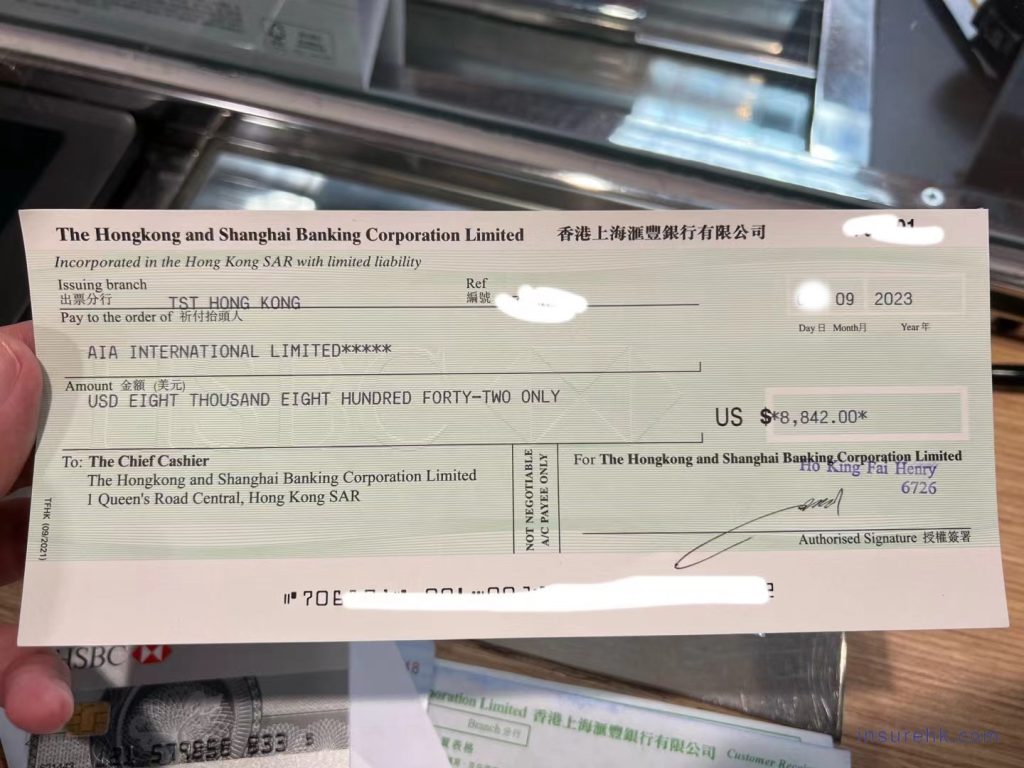 The Hongkong and Shanghai Banking Corporation Limited 香港上海滙豐銀行有限公司
Incorporated in the Hong Kong SAR with limited liability
Issuing branch
出票分行 TST HONG KONG
Ref
編號
09 2023
Day 日 Month 月 Year 年
Pay to the order of 祈付抬頭人
AIA INTERNATIONAL LIMITED*****
Amount 金額 (美元)
USD EIGHT THOUSAND EIGHT HUNDRED FORTY-TWO ONLY
US $*8,842.00*
To: The Chief Cashier
The Hongkong and Shanghai Banking Corporation Limited
1 Queen's Road Central, Hong Kong SAR
NOT NEGOTIABLE
A/C PAYEE ONLY
For The Hongkong and Shanghai Banking Corporation Limited
Ho King Fai Henry
6726
Authorised Signature 授權簽署
TFHK (09/2021)
HSBC
oration Limited 香港上海滙豐銀行有限公司
Branch 分行
Customer
insurehk.com